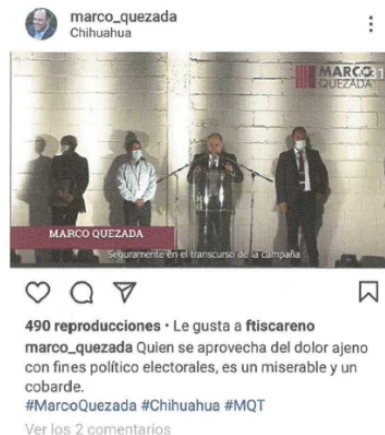 marco_quezada
Chihuahua
MARCO
QUEZADA
MARCO QUEZADA
Seguramente en el transcurso de la campaña
490 reproducciones · Le gusta a ftiscareno
marco_quezada Quien se aprovecha del dolor ajeno
con fines político electorales, es un miserable y un
cobarde.
#MarcoQuezada #Chihuahua #MQT
Ver los 2 comentarios